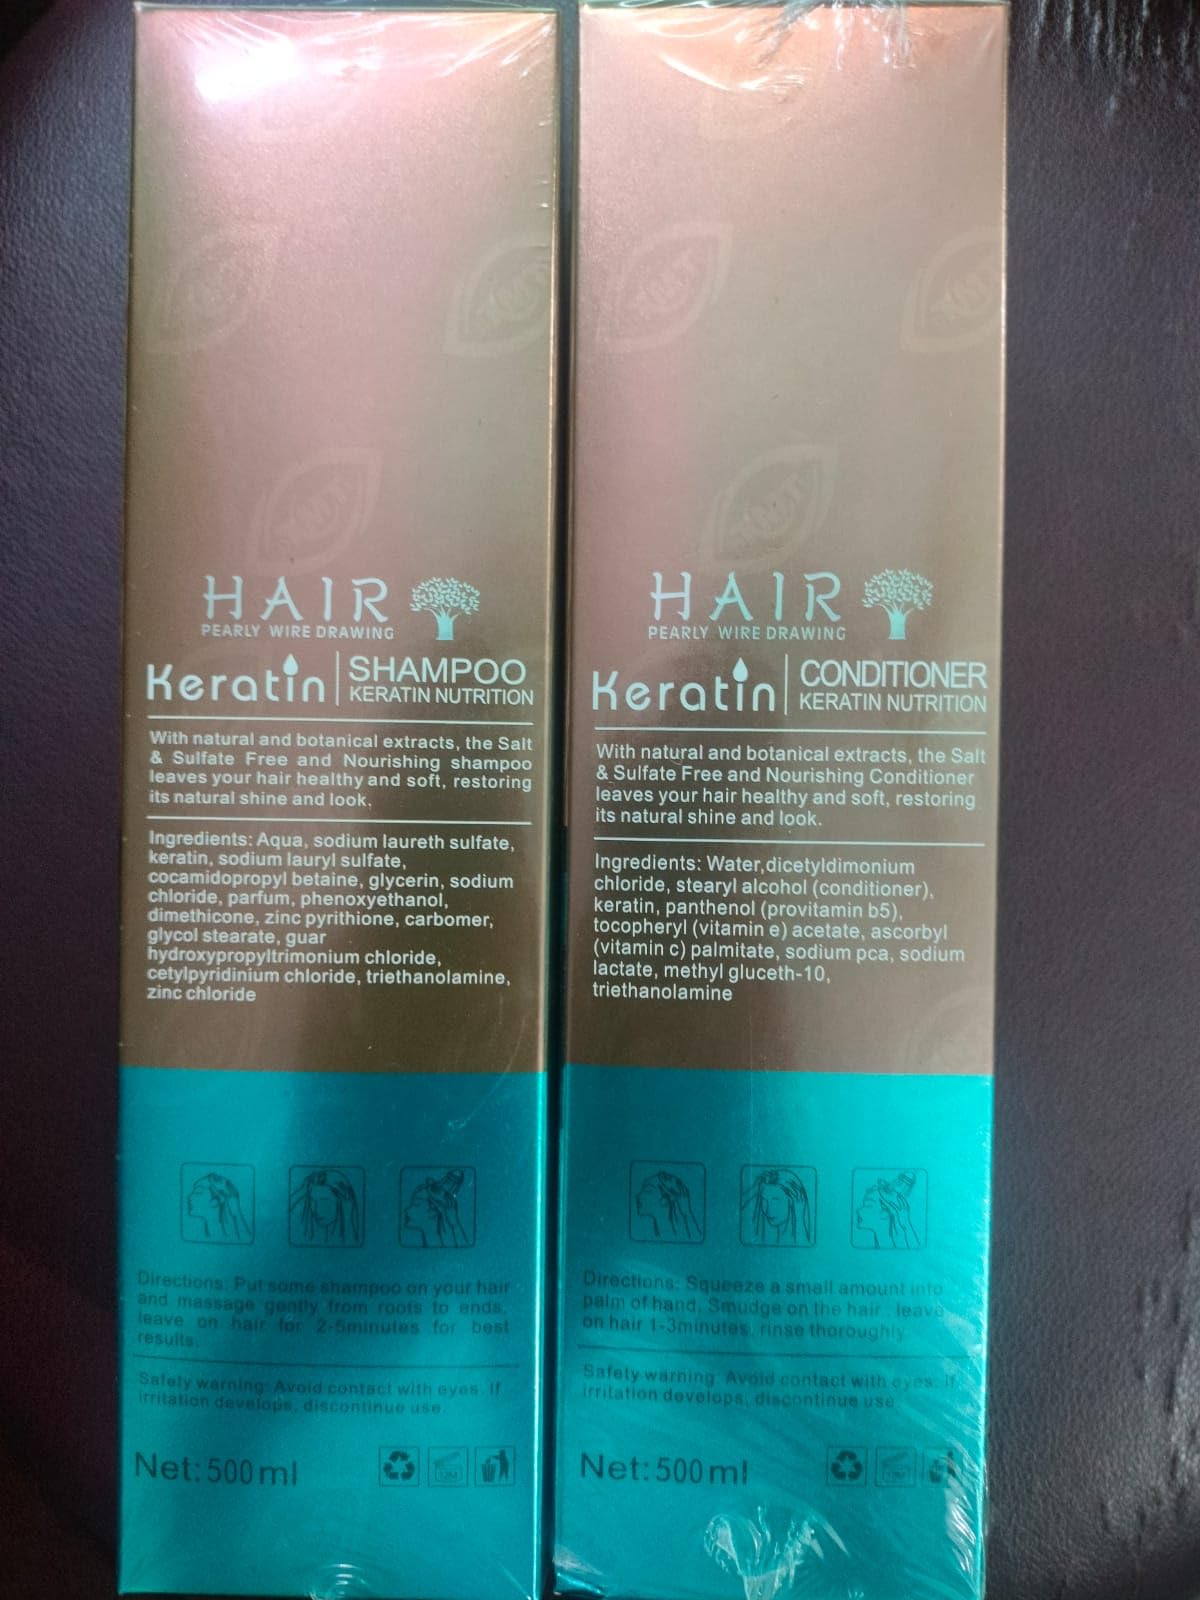 HAIR
PEARLY WIRE DRAWING
Keratin
SHAMPOO
KERATIN NUTRITION
With natural and botanical extracts, the Salt
& Sulfate Free and Nourishing shampoo
leaves your hair healthy and soft, restoring
its natural shine and look.
Ingredients: Aqua, sodium laureth sulfate,
keratin, sodium lauryl sulfate,
cocamidopropyl betaine, glycerin, sodium
chloride, parfum, phenoxyethanol,
dimethicone, zinc pyrithione, carbomer,
glycol stearate, guar
hydroxypropyltrimonium chloride,
cetylpyridinium chloride, triethanolamine,
zinc chloride
Directions: Put some shampoo on your hair
and massage gently from roots to ends,
leave on hair for 2-5minutes for best
results.
Safety warning: Avoid contact with eyes. If
irritation develops, discontinue use.
Net: 500ml
12M
HAIR
PEARLY WIRE DRAWING
Keratin
CONDITIONER
KERATIN NUTRITION
With natural and botanical extracts, the Salt
& Sulfate Free and Nourishing Conditioner
leaves your hair healthy and soft, restoring
its natural shine and look.
Ingredients: Water,dicetyldimonium
chloride, stearyl alcohol (conditioner),
keratin, panthenol (provitamin b5),
tocopheryl (vitamin e) acetate, ascorbyl
(vitamin c) palmitate, sodium pca, sodium
lactate, methyl gluceth-10,
triethanolamine
Directions: Squeeze a small amount into
palm of hand, Smudge on the hair , leave
on hair 1-3minutes, rinse thoroughly.
Safety warning: Avoid contact with eyes. If
irritation develops, discontinue use.
Net: 500ml